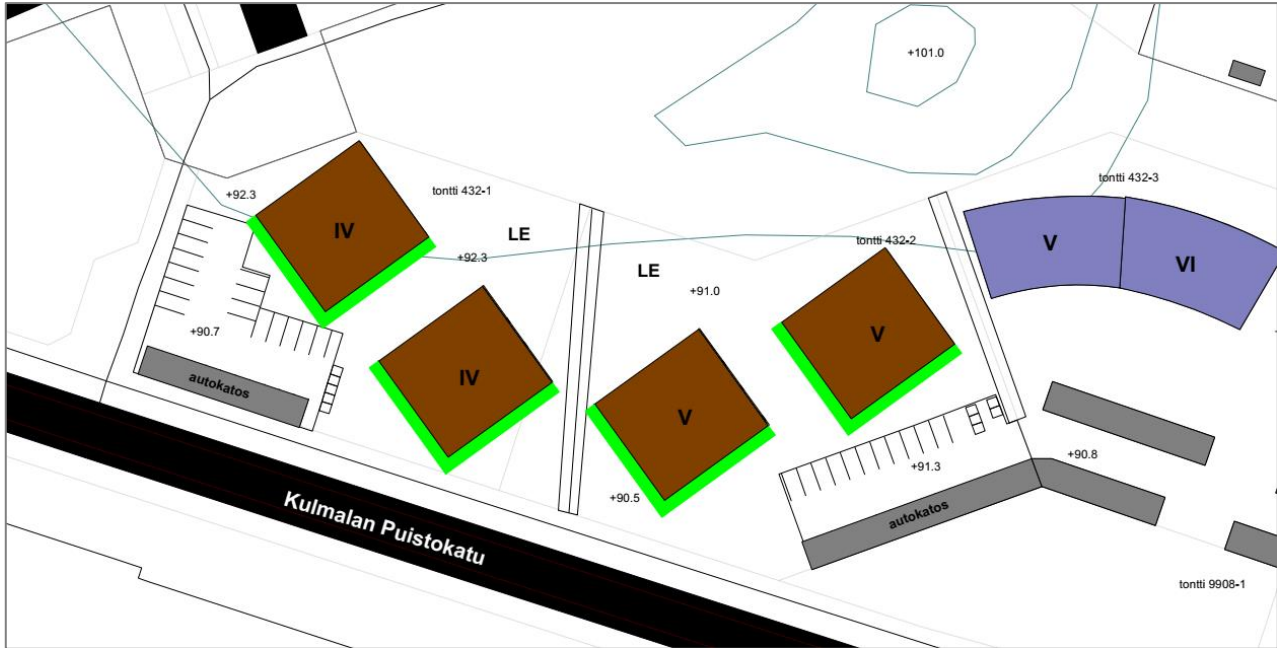 +101.0
tontti 432-3
+92.3
tontti 432-1
IV
LE
+92.3
LE
tontti 432-2
V
VI
+91.0
+90.7
V
IV
autokatos
V
+90.8
+91.3
+90.5
autokatos
Kulmalan Puistokatu
tontti 9908-1